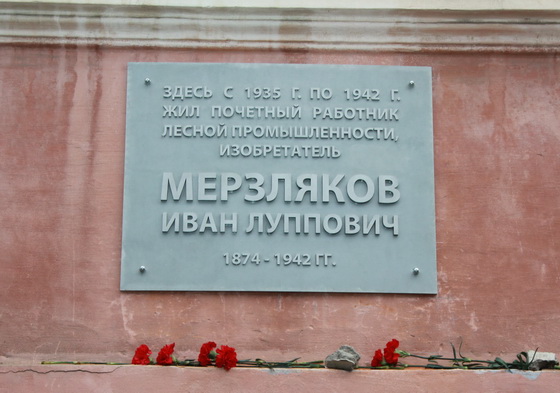 ЗДЕСЬ С 1935 Г. ПО 1942 Г.
ЖИЛ ПОЧЕТНЫЙ РАБОТНИК
ЛЕСНОЙ ПРОМЫШЛЕННОСТИ,
ИЗОБРЕТАТЕЛЬ
МЕРЗЛЯКОВ
ИВАН ЛУППОВИЧ
1874 - 1942 ГГ.